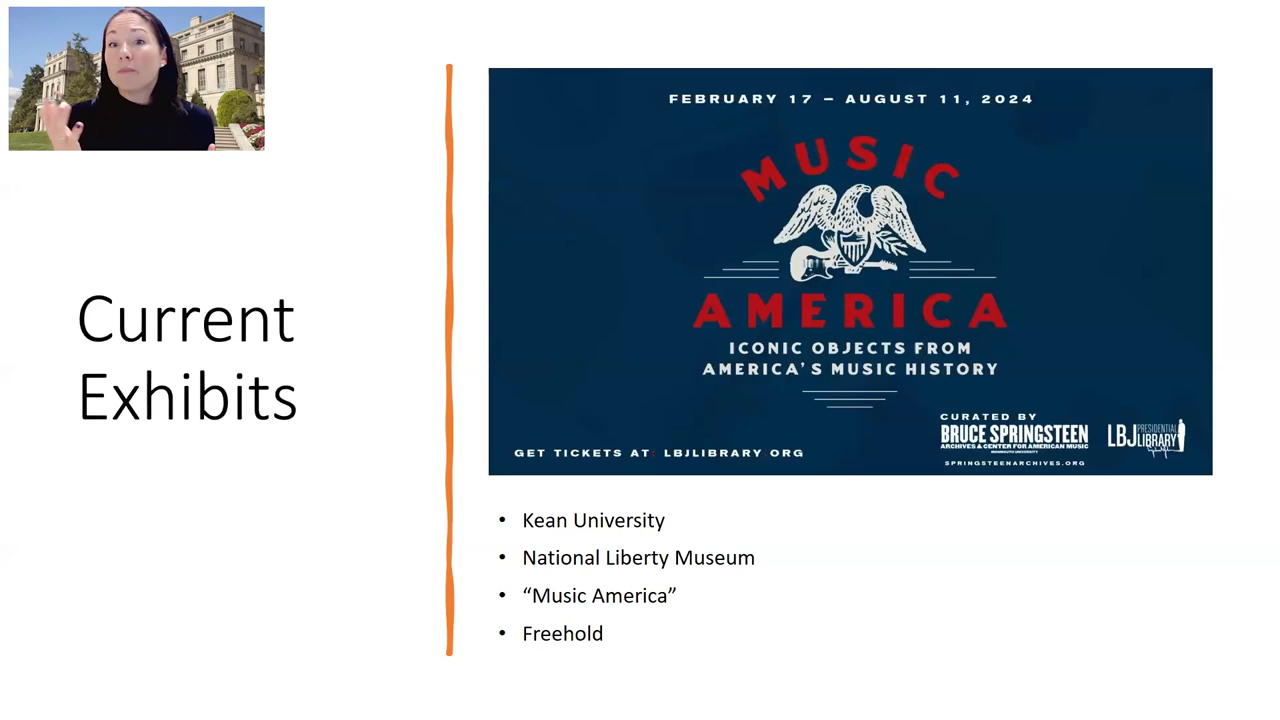 Current
Exhibits
FEBRUARY 17 – AUGUST 11, 2024
MUSIC
AMERICA
ICONIC OBJECTS FROM
AMERICA'S MUSIC HISTORY
GET TICKETS AT: LBJLIBRARY.ORG
CURATED BY
BRUCE SPRINGSTEEN
ARCHIVES & CENTER FOR AMERICAN MUSIC
MONMOUTH UNIVERSITY
SPRINGSTEENARCHIVES.ORG
LBJ PRESIDENTIAL LIBRARY
• Kean University
• National Liberty Museum
• “Music America”
• Freehold